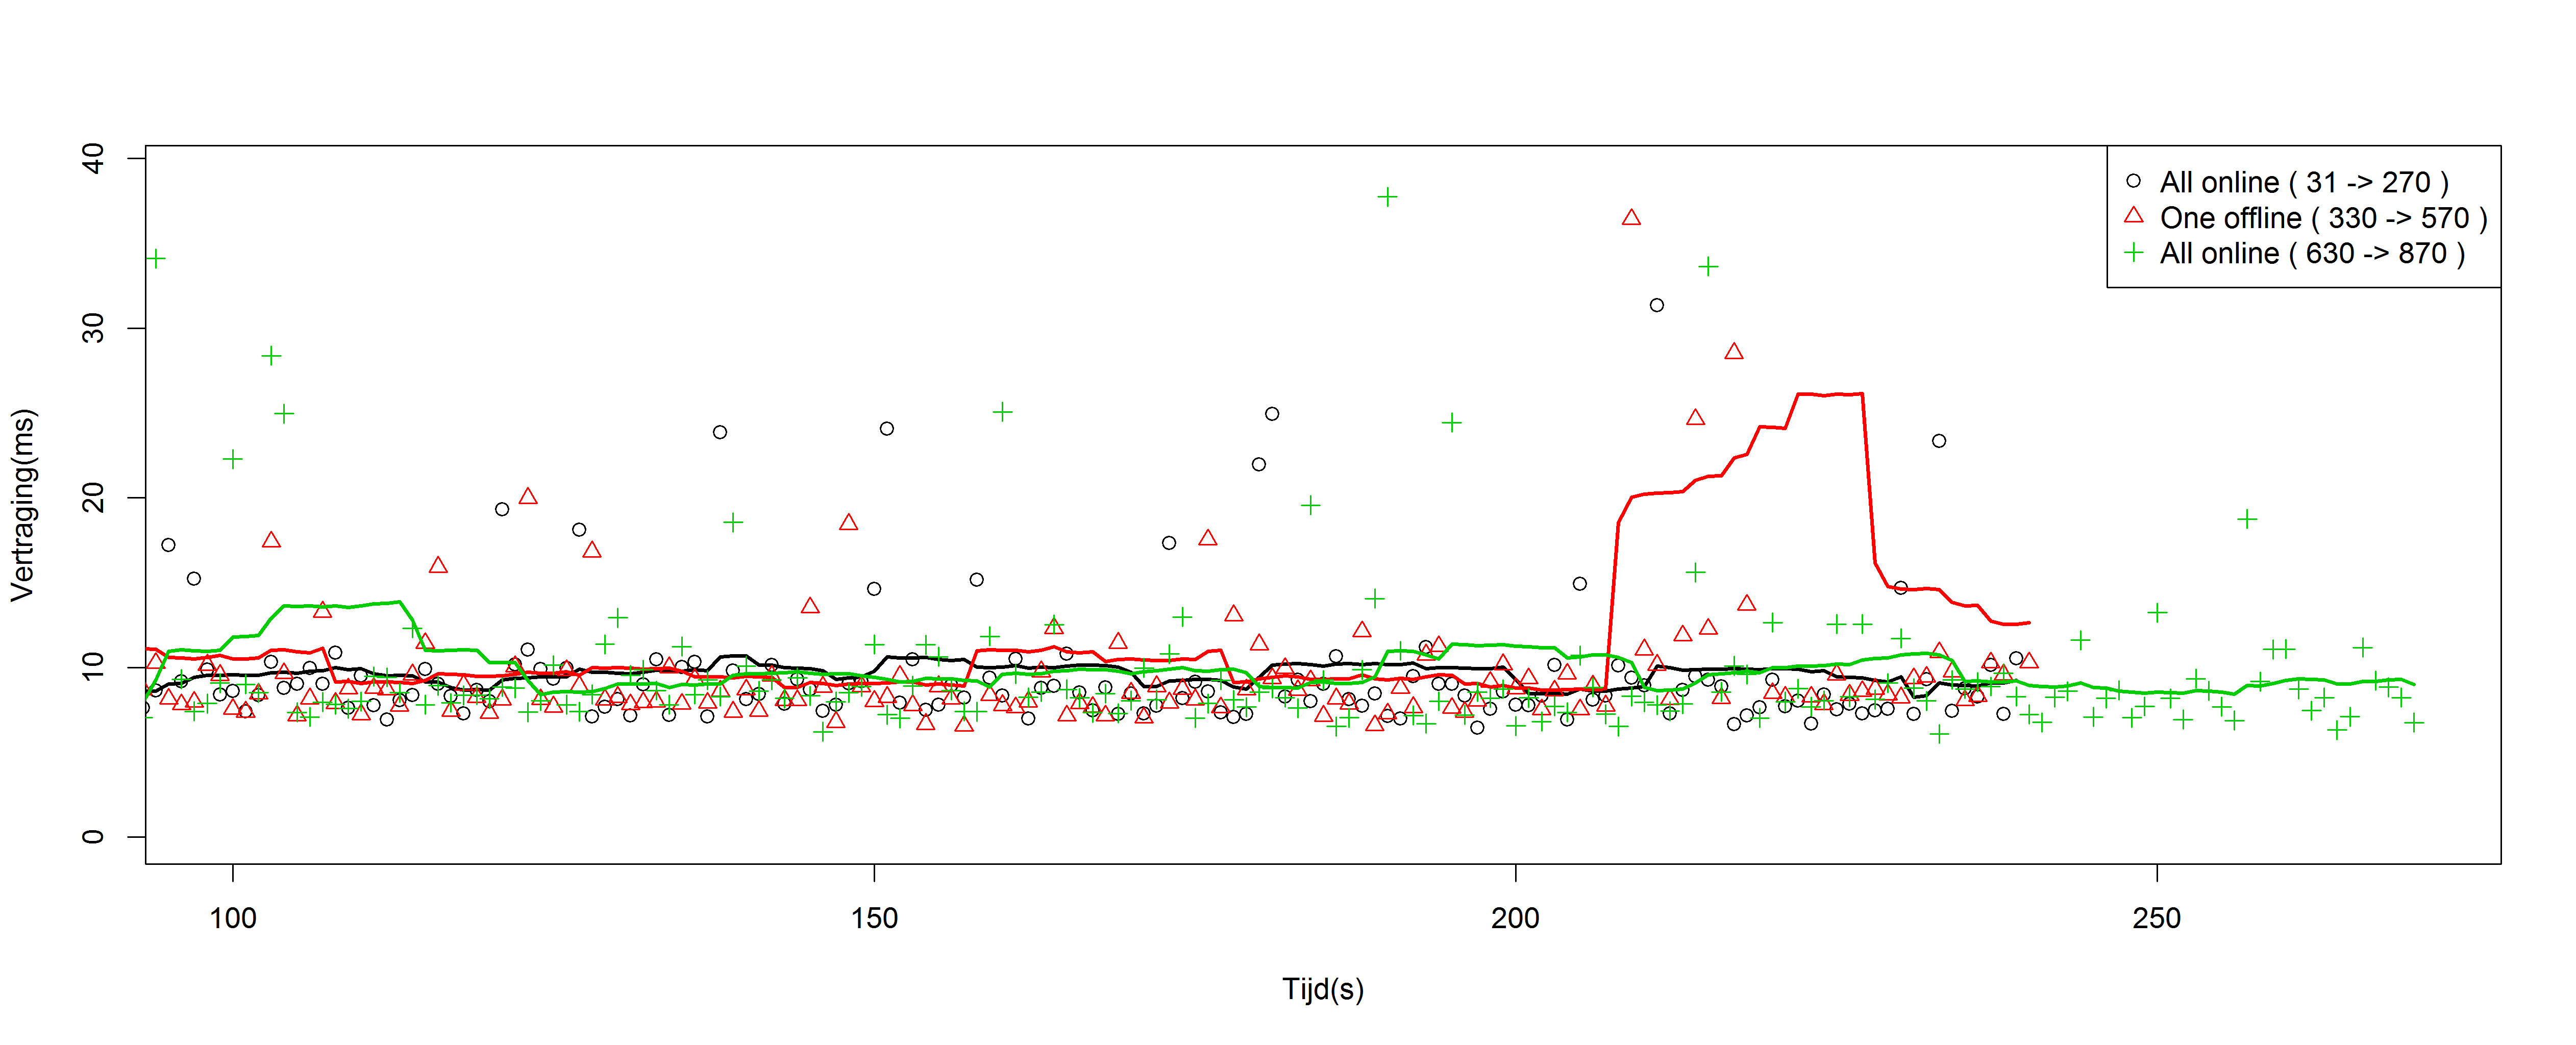 Vertraging(ms)
40
30
20
10
0
All online ( 31 -> 270 )
One offline ( 330 -> 570 )
All online ( 630 -> 870 )
100
150
200
250
Tijd(s)